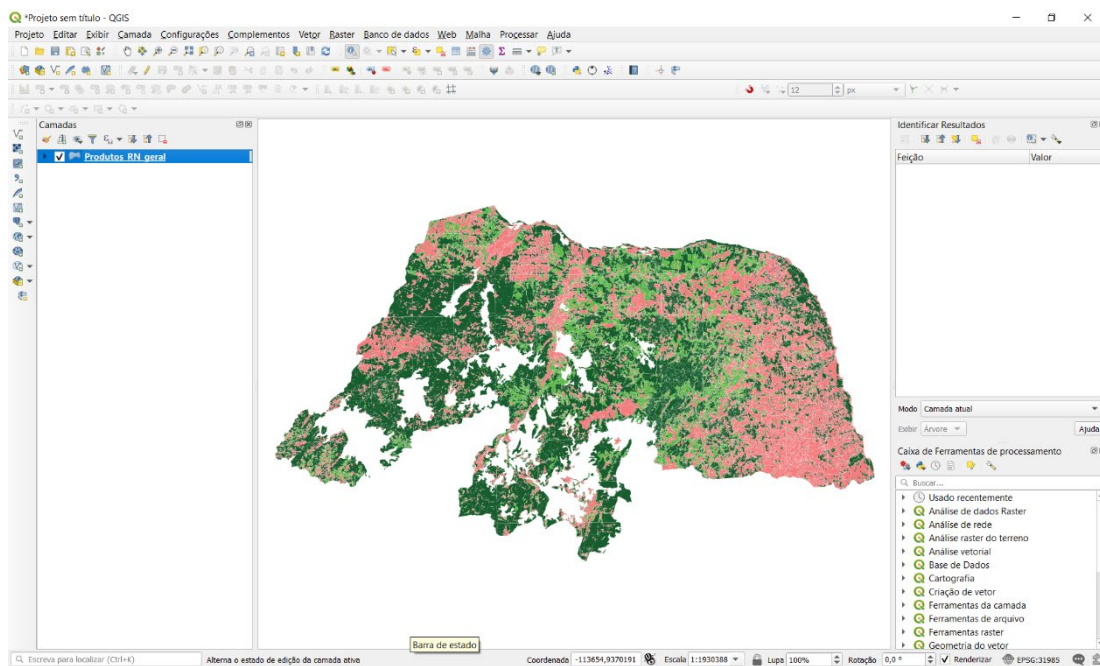 *Projeto sem título - QGIS
Projeto Editar Exibir Camada Configurações Complementos Vetor Raster Banco de dados Web Malha Processar Ajuda
12 px
Camadas
Produtos_RN_geral
Identificar Resultados
Feição Valor
Modo Camada atual
Exibir Árvore Ajuda
Caixa de Ferramentas de processamento
Buscar...
Usado recentemente
Análise de dados Raster
Análise de rede
Análise raster do terreno
Análise vetorial
Base de Dados
Cartografia
Criação de vetor
Ferramentas da camada
Ferramentas de arquivo
Ferramentas raster
Geometria do vetor
Barra de estado
Escreva para localizar (Ctrl+K) Alterna o estado de edição da camada ativa Coordenada -113654,9370191 Escala 1:1930388 Lupa 100% Rotação 0,0 ° Renderizar EPSG:31985